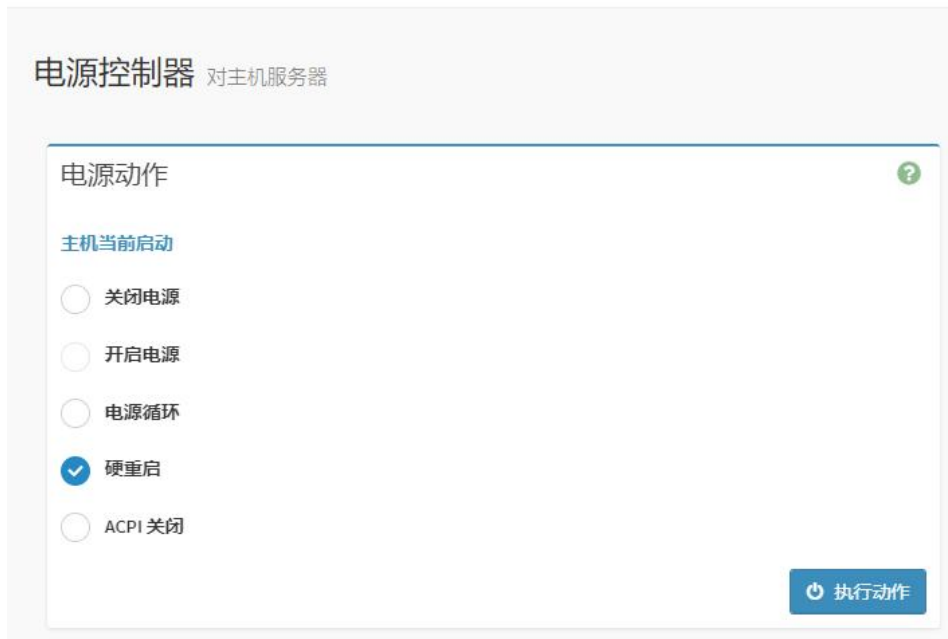 电源控制器 对主机服务器
电源动作
主机当前启动
关闭电源
开启电源
电源循环
硬重启
ACPI 关闭
执行动作